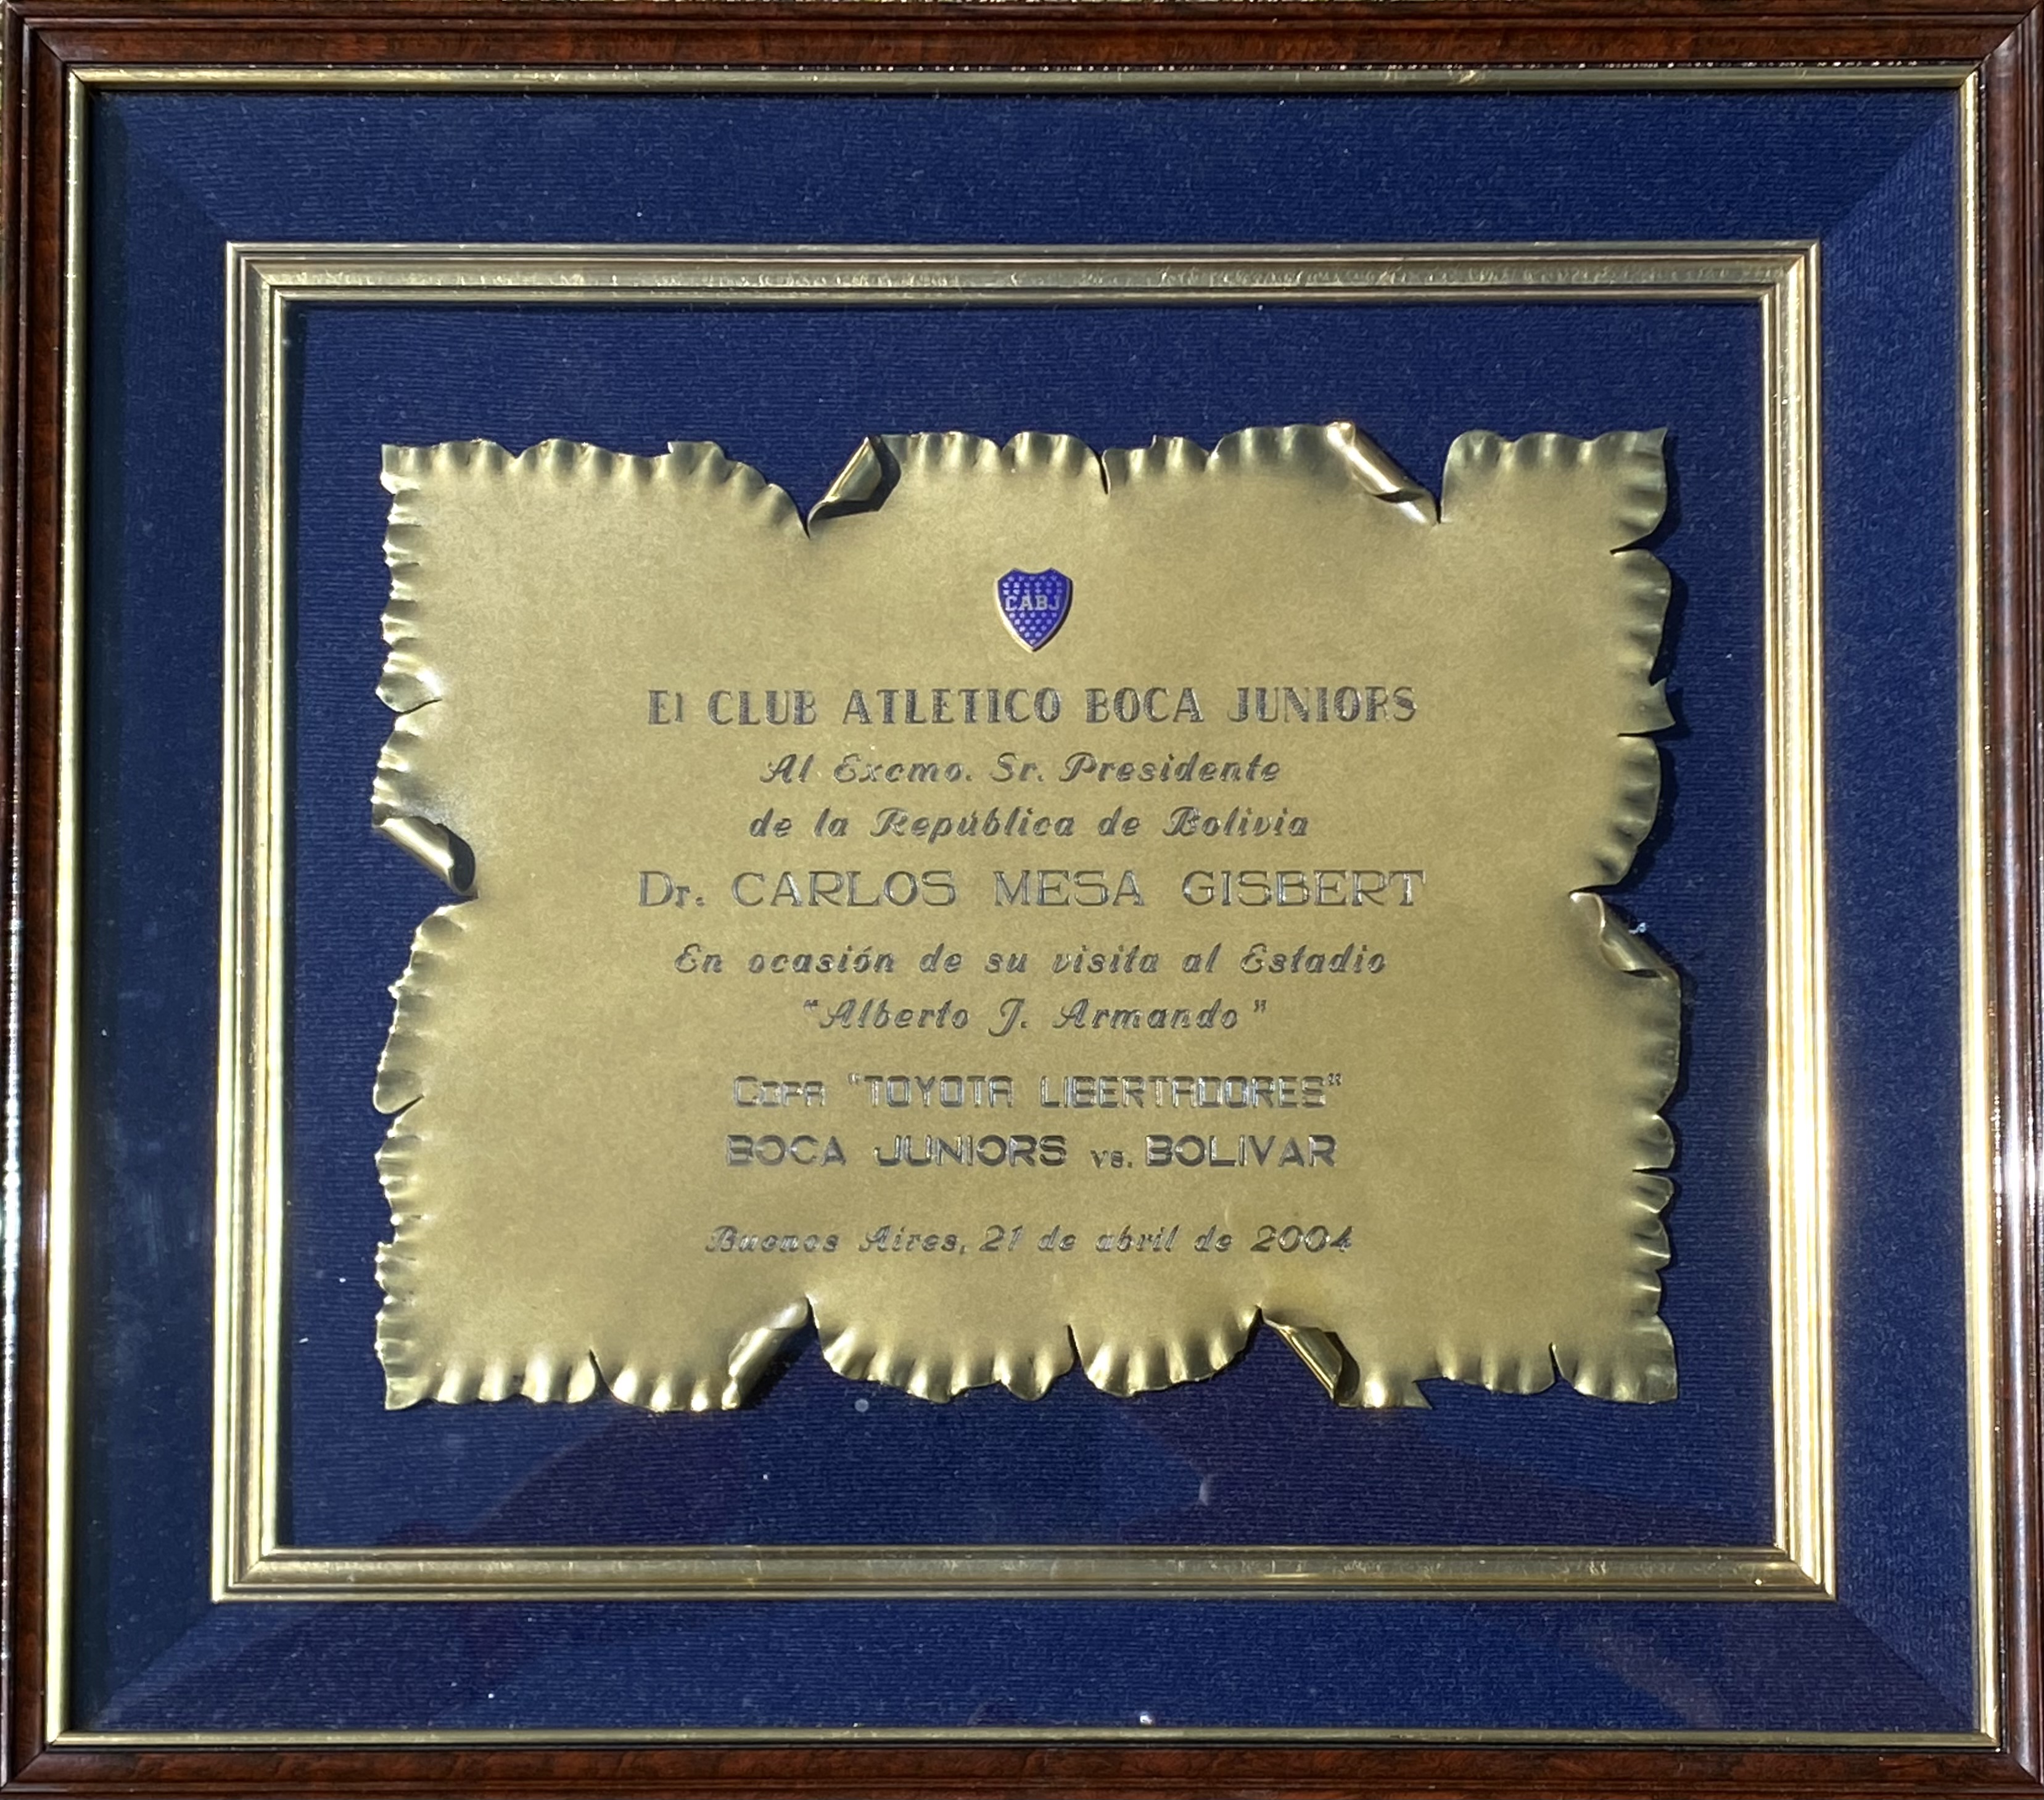 CABJ
El CLUB ATLETICO BOCA JUNIORS
Al Excmo. Sr. Presidente
de la República de Bolivia
Dr. CARLOS MESA GISBERT
En ocasión de su visita al Estadio
"Alberto J. Armando"
COPA "TOYOTA LIBERTADORES"
BOCA JUNIORS vs. BOLIVAR
Buenos Aires, 21 de abril de 2004